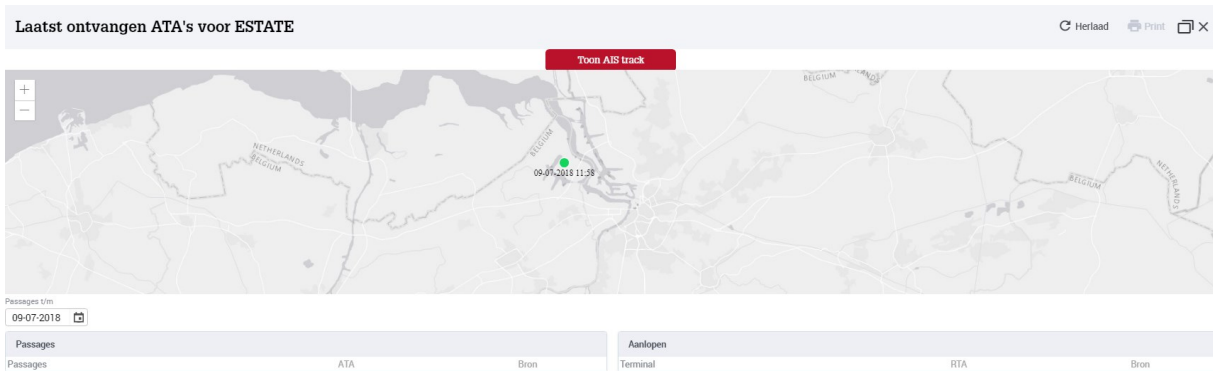 Laatst ontvangen ATA's voor ESTATE
Herlaad Print
Toon AIS track
+
−
BELGIUM
NETHERLANDS
BELGIUM
BELGIUM
09-07-2018 11:58
BELGIUM
NETHERLANDS
Passages t/m
09-07-2018
Passages Aanlopen
Passages ATA Bron Terminal RTA Bron